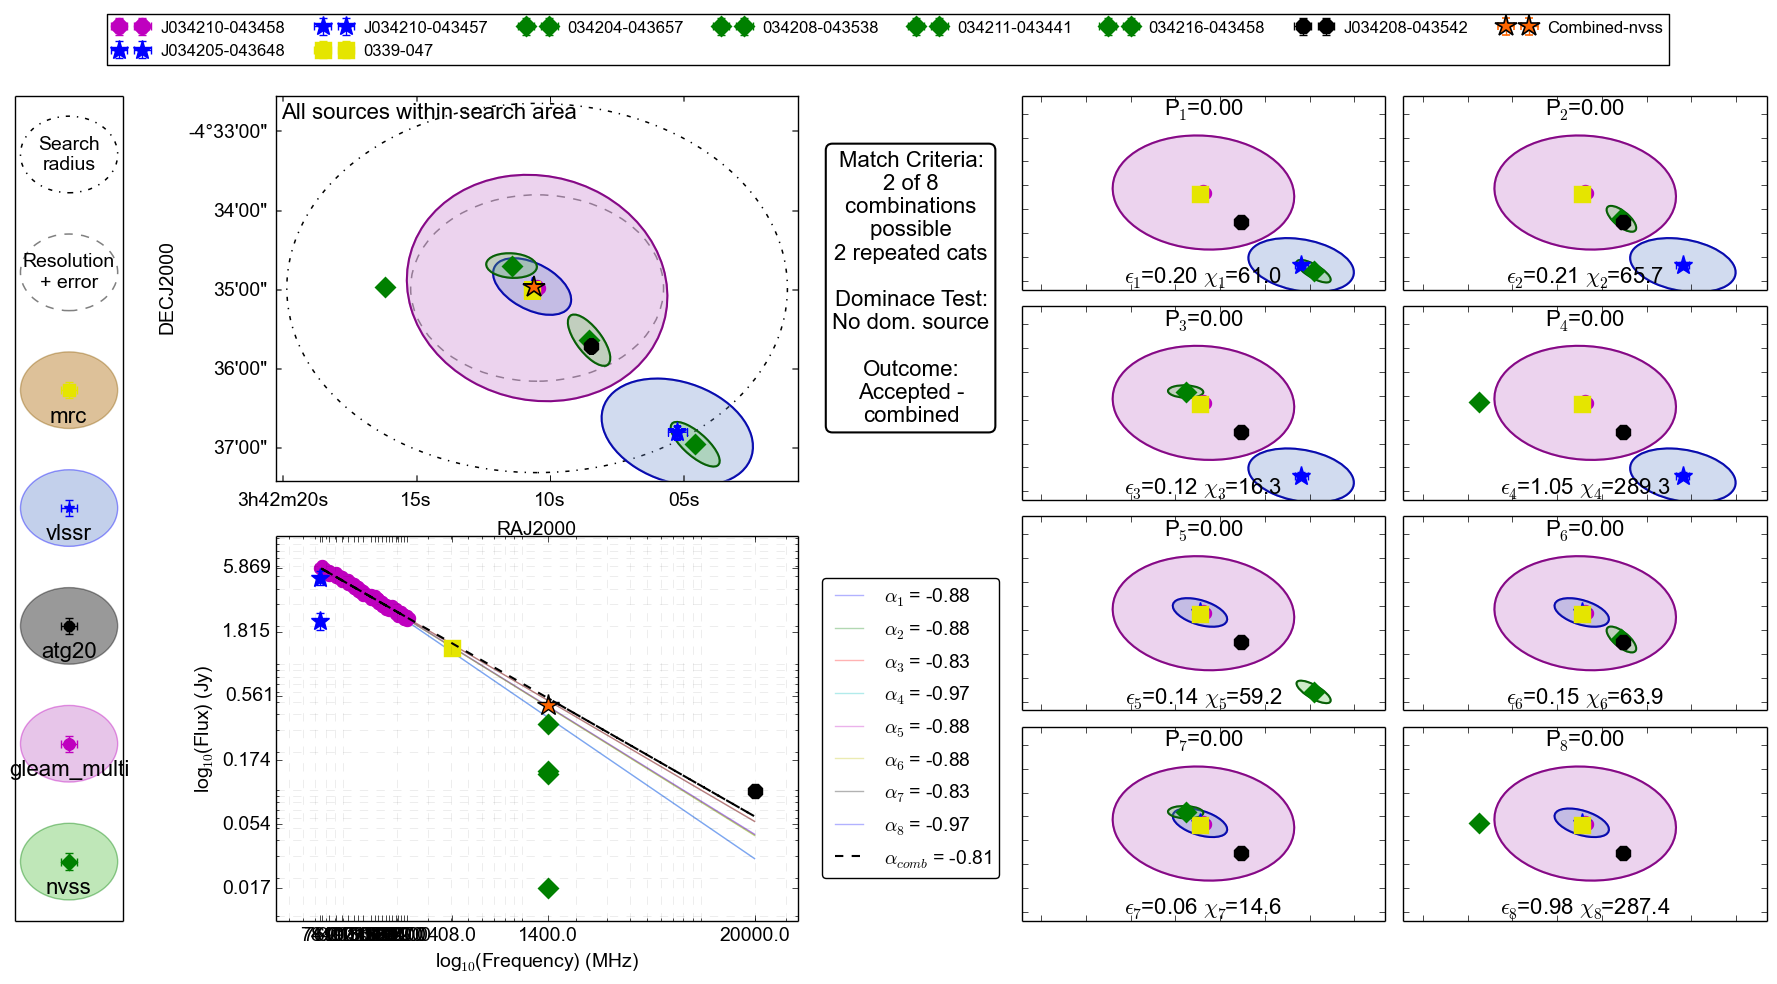 J034210-043458 J034210-043457 034204-043657 034208-043538 034211-043441 034216-043458 J034208-043542 Combined-nvss
J034205-043648 0339-047
Search
radius
Resolution
+ error
mrc
vlssr
atg20
gleam_multi
nvss
All sources within search area
DECJ2000
-4°33'00"
34'00"
35'00"
36'00"
37'00"
3h42m20s 15s 10s 05s
RAJ2000
Match Criteria:
2 of 8
combinations
possible
2 repeated cats
Dominace Test:
No dom. source
Outcome:
Accepted -
combined
P1=0.00
ϵ1=0.20 χ1=61.0
P2=0.00
ϵ2=0.21 χ2=65.7
P3=0.00
ϵ3=0.12 χ3=16.3
P4=0.00
ϵ4=1.05 χ4=289.3
P5=0.00
ϵ5=0.14 χ5=59.2
P6=0.00
ϵ6=0.15 χ6=63.9
P7=0.00
ϵ7=0.06 χ7=14.6
P8=0.00
ϵ8=0.98 χ8=287.4
log10(Flux) (Jy)
5.869
1.815
0.561
0.174
0.054
0.017
408.0 1400.0 20000.0
log10(Frequency) (MHz)
α1 = -0.88
α2 = -0.88
α3 = -0.83
α4 = -0.97
α5 = -0.88
α6 = -0.88
α7 = -0.83
α8 = -0.97
αcomb = -0.81